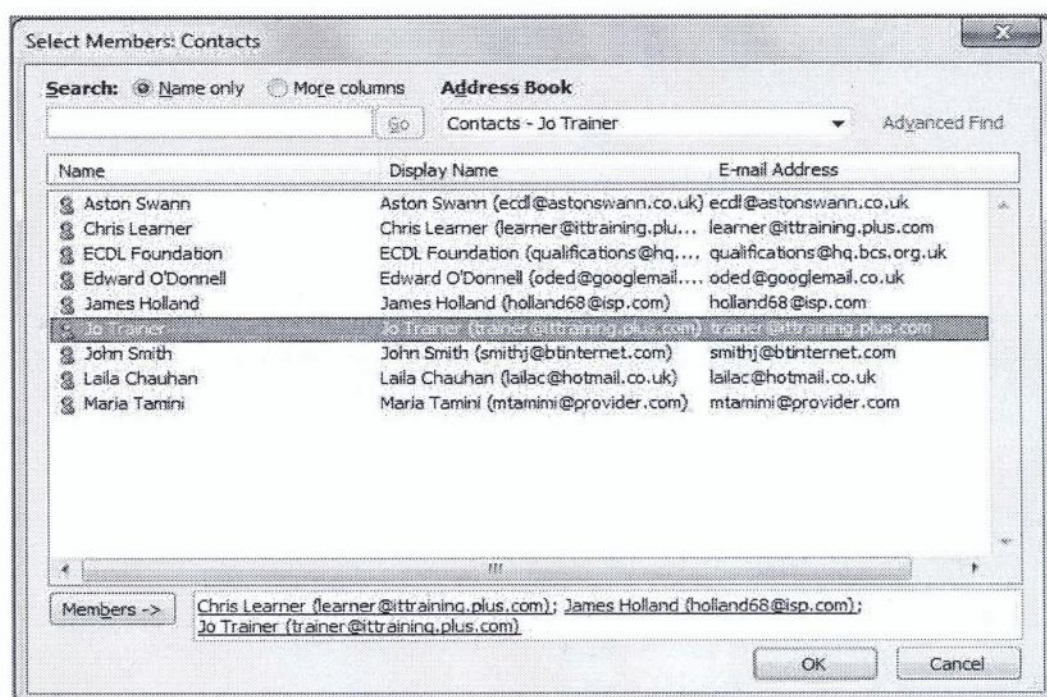 Select Members: Contacts
Search: Name only More columns Address Book
Go Contacts - Jo Trainer Advanced Find
Name Display Name E-mail Address
Aston Swann Aston Swann (ecdl@astonswann.co.uk) ecdl@astonswann.co.uk
Chris Learner Chris Learner (learner@ittraining.plu... learner@ittraining.plus.com
ECDL Foundation ECDL Foundation (qualifications@hq.... qualifications@hq.bcs.org.uk
Edward O'Donnell Edward O'Donnell (oded@googlemail.... oded@googlemail.co.uk
James Holland James Holland (holland68@isp.com) holland68@isp.com
Jo Trainer Jo Trainer (trainer@ittraining.plus.com) trainer@ittraining.plus.com
John Smith John Smith (smithj@btinternet.com) smithj@btinternet.com
Laila Chauhan Laila Chauhan (lailac@hotmail.co.uk) lailac@hotmail.co.uk
Maria Tamini Maria Tamini (mtamimi@provider.com) mtamimi@provider.com
Members -> Chris Learner (learner@ittraining.plus.com); James Holland (holland68@isp.com);
Jo Trainer (trainer@ittraining.plus.com)
OK Cancel